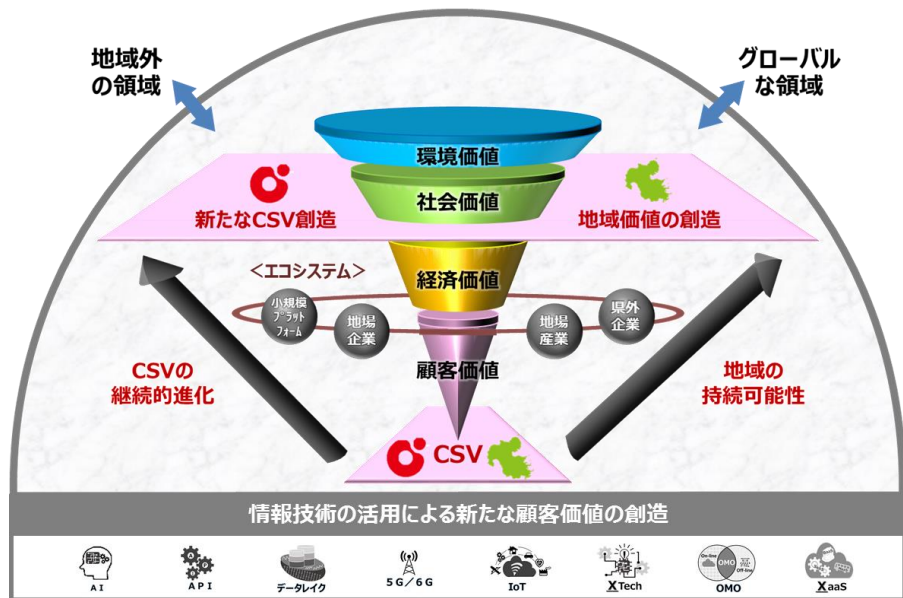 地域外
の領域
グローバル
な領域
環境価値
社会価値
新たなCSV創造
地域価値の創造
<エコシステム>
経済価値
小規模
プラット
フォーム
地場
企業
地場
産業
県外
企業
顧客価値
CSVの
継続的進化
地域の
持続可能性
CSV
情報技術の活用による新たな顧客価値の創造
AI
API
データレイク
5G/6G
IoT
XTech
On-line
OMO
Off-line
OMO
XaaS